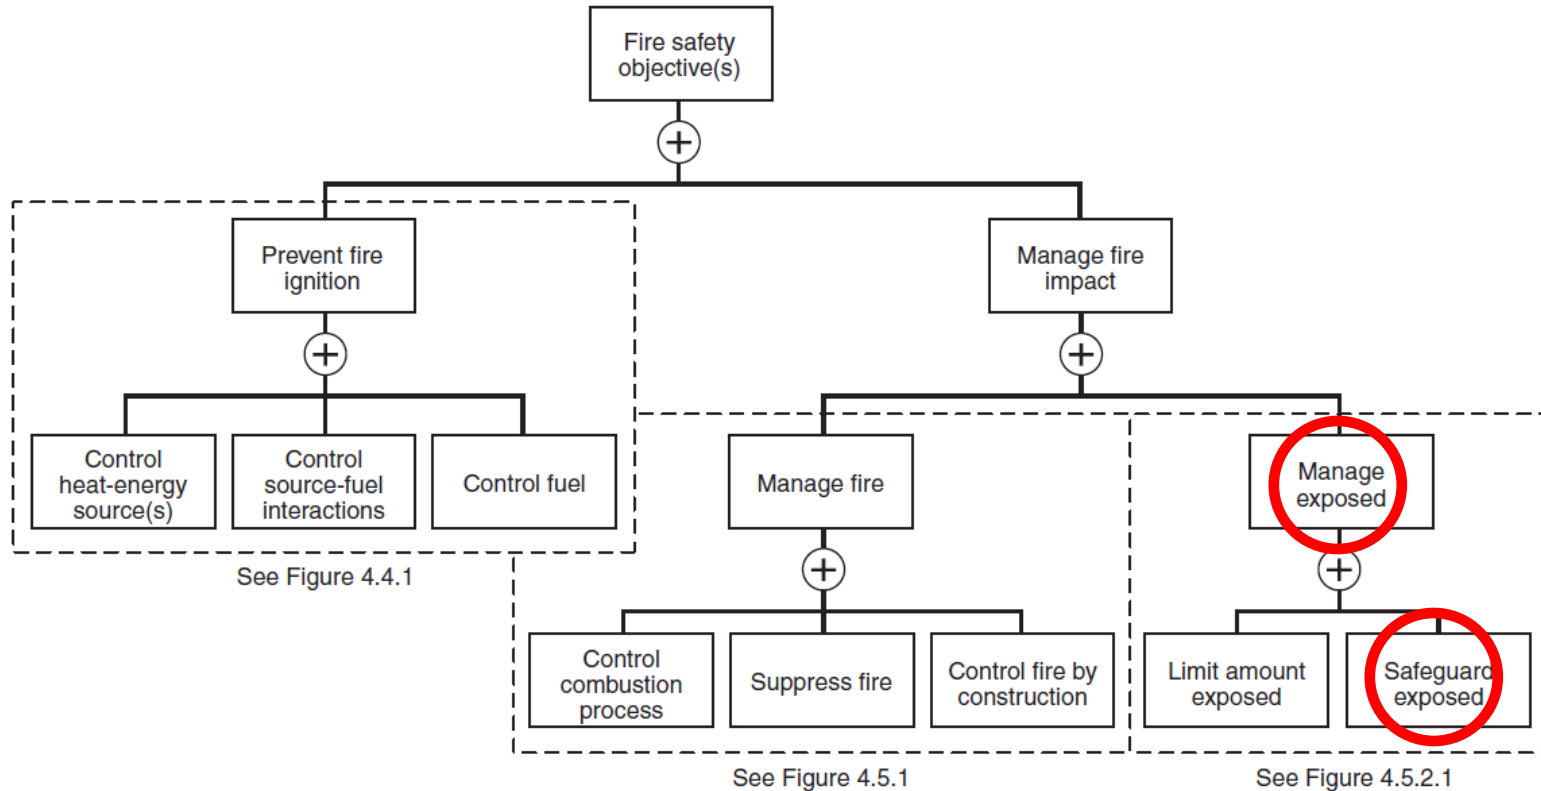 Fire safety
objective(s)
+
Prevent fire
ignition
Manage fire
impact
+
+
Control
heat-energy
source(s)
Control
source-fuel
interactions
Control fuel
Manage fire
Manage
exposed
See Figure 4.4.1
+
+
Control
combustion
process
Suppress fire
Control fire by
construction
Limit amount
exposed
Safeguard
exposed
See Figure 4.5.1
See Figure 4.5.2.1